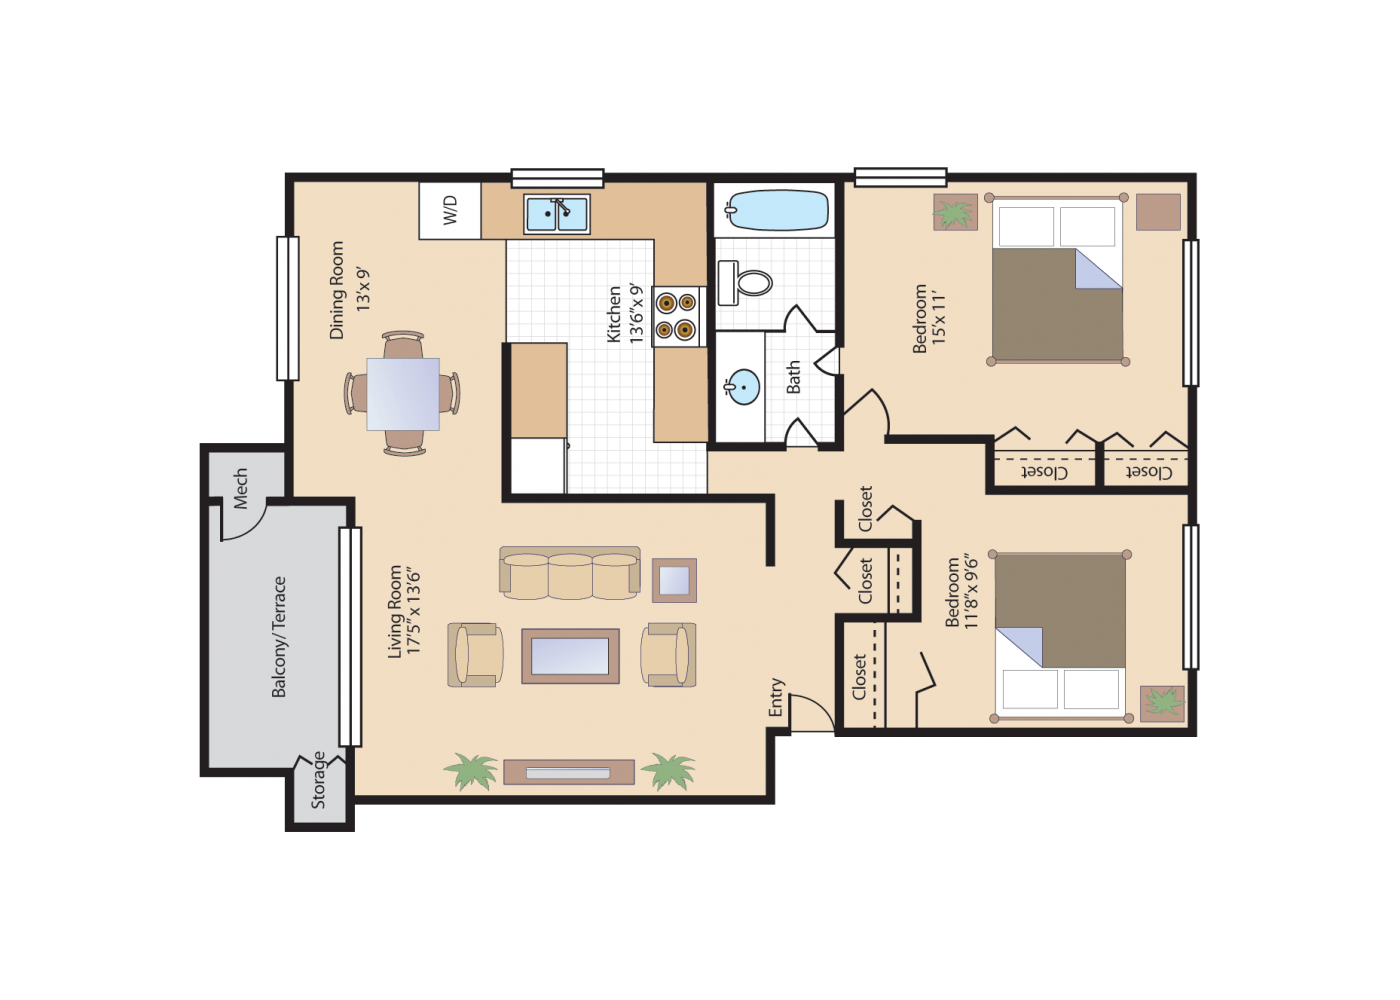 W/D
Dining Room
13'x 9'
Kitchen
13'6"x 9'
Bath
Bedroom
15'x 11'
Closet
Closet
Mech
Closet
Balcony/Terrace
Living Room
17'5"x 13'6"
Closet
Bedroom
11'8"x 9'6"
Closet
Entry
Storage